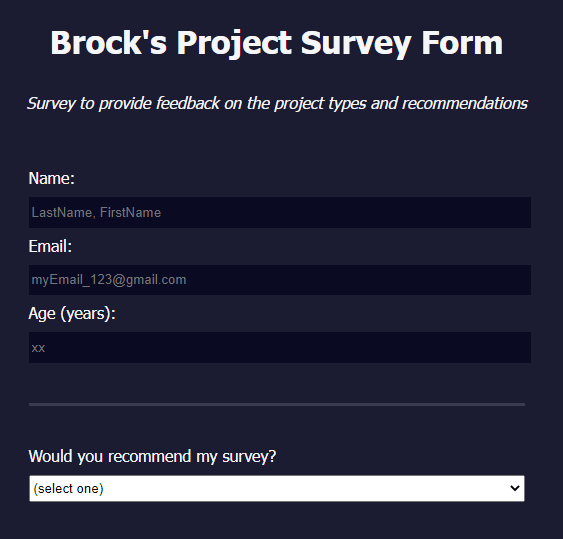 Brock's Project Survey Form
Survey to provide feedback on the project types and recommendations
Name:
LastName, FirstName
Email:
myEmail_123@gmail.com
Age (years):
xx
Would you recommend my survey?
(select one)